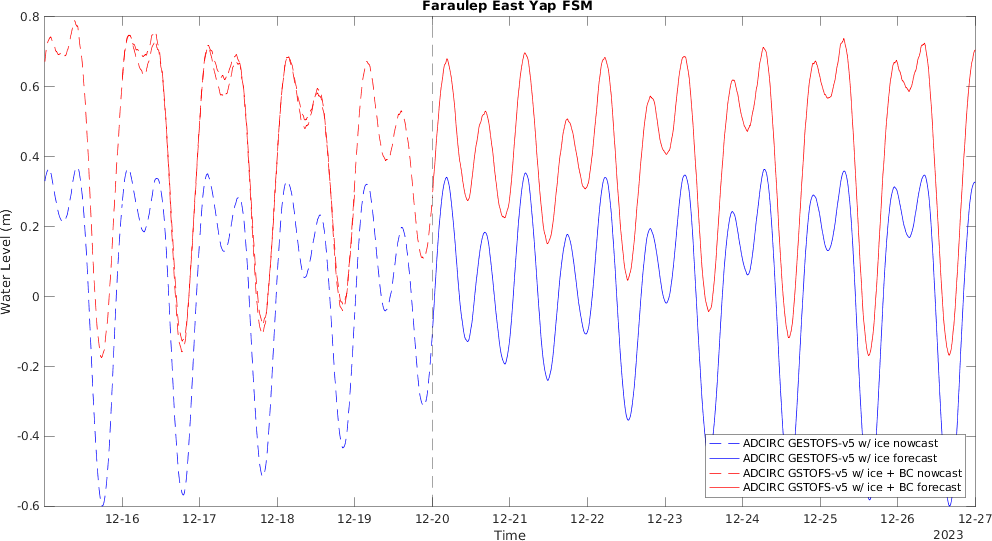 Faraulep East Yap FSM
Water Level (m)
0.8
0.6
0.4
0.2
0
-0.2
-0.4
-0.6
ADCIRC GESTOFS-v5 w/ ice nowcast
ADCIRC GESTOFS-v5 w/ ice forecast
ADCIRC GSTOFS-v5 w/ ice + BC nowcast
ADCIRC GSTOFS-v5 w/ ice + BC forecast
12-16 12-17 12-18 12-19 12-20 12-21 12-22 12-23 12-24 12-25 12-26 12-27
Time
2023